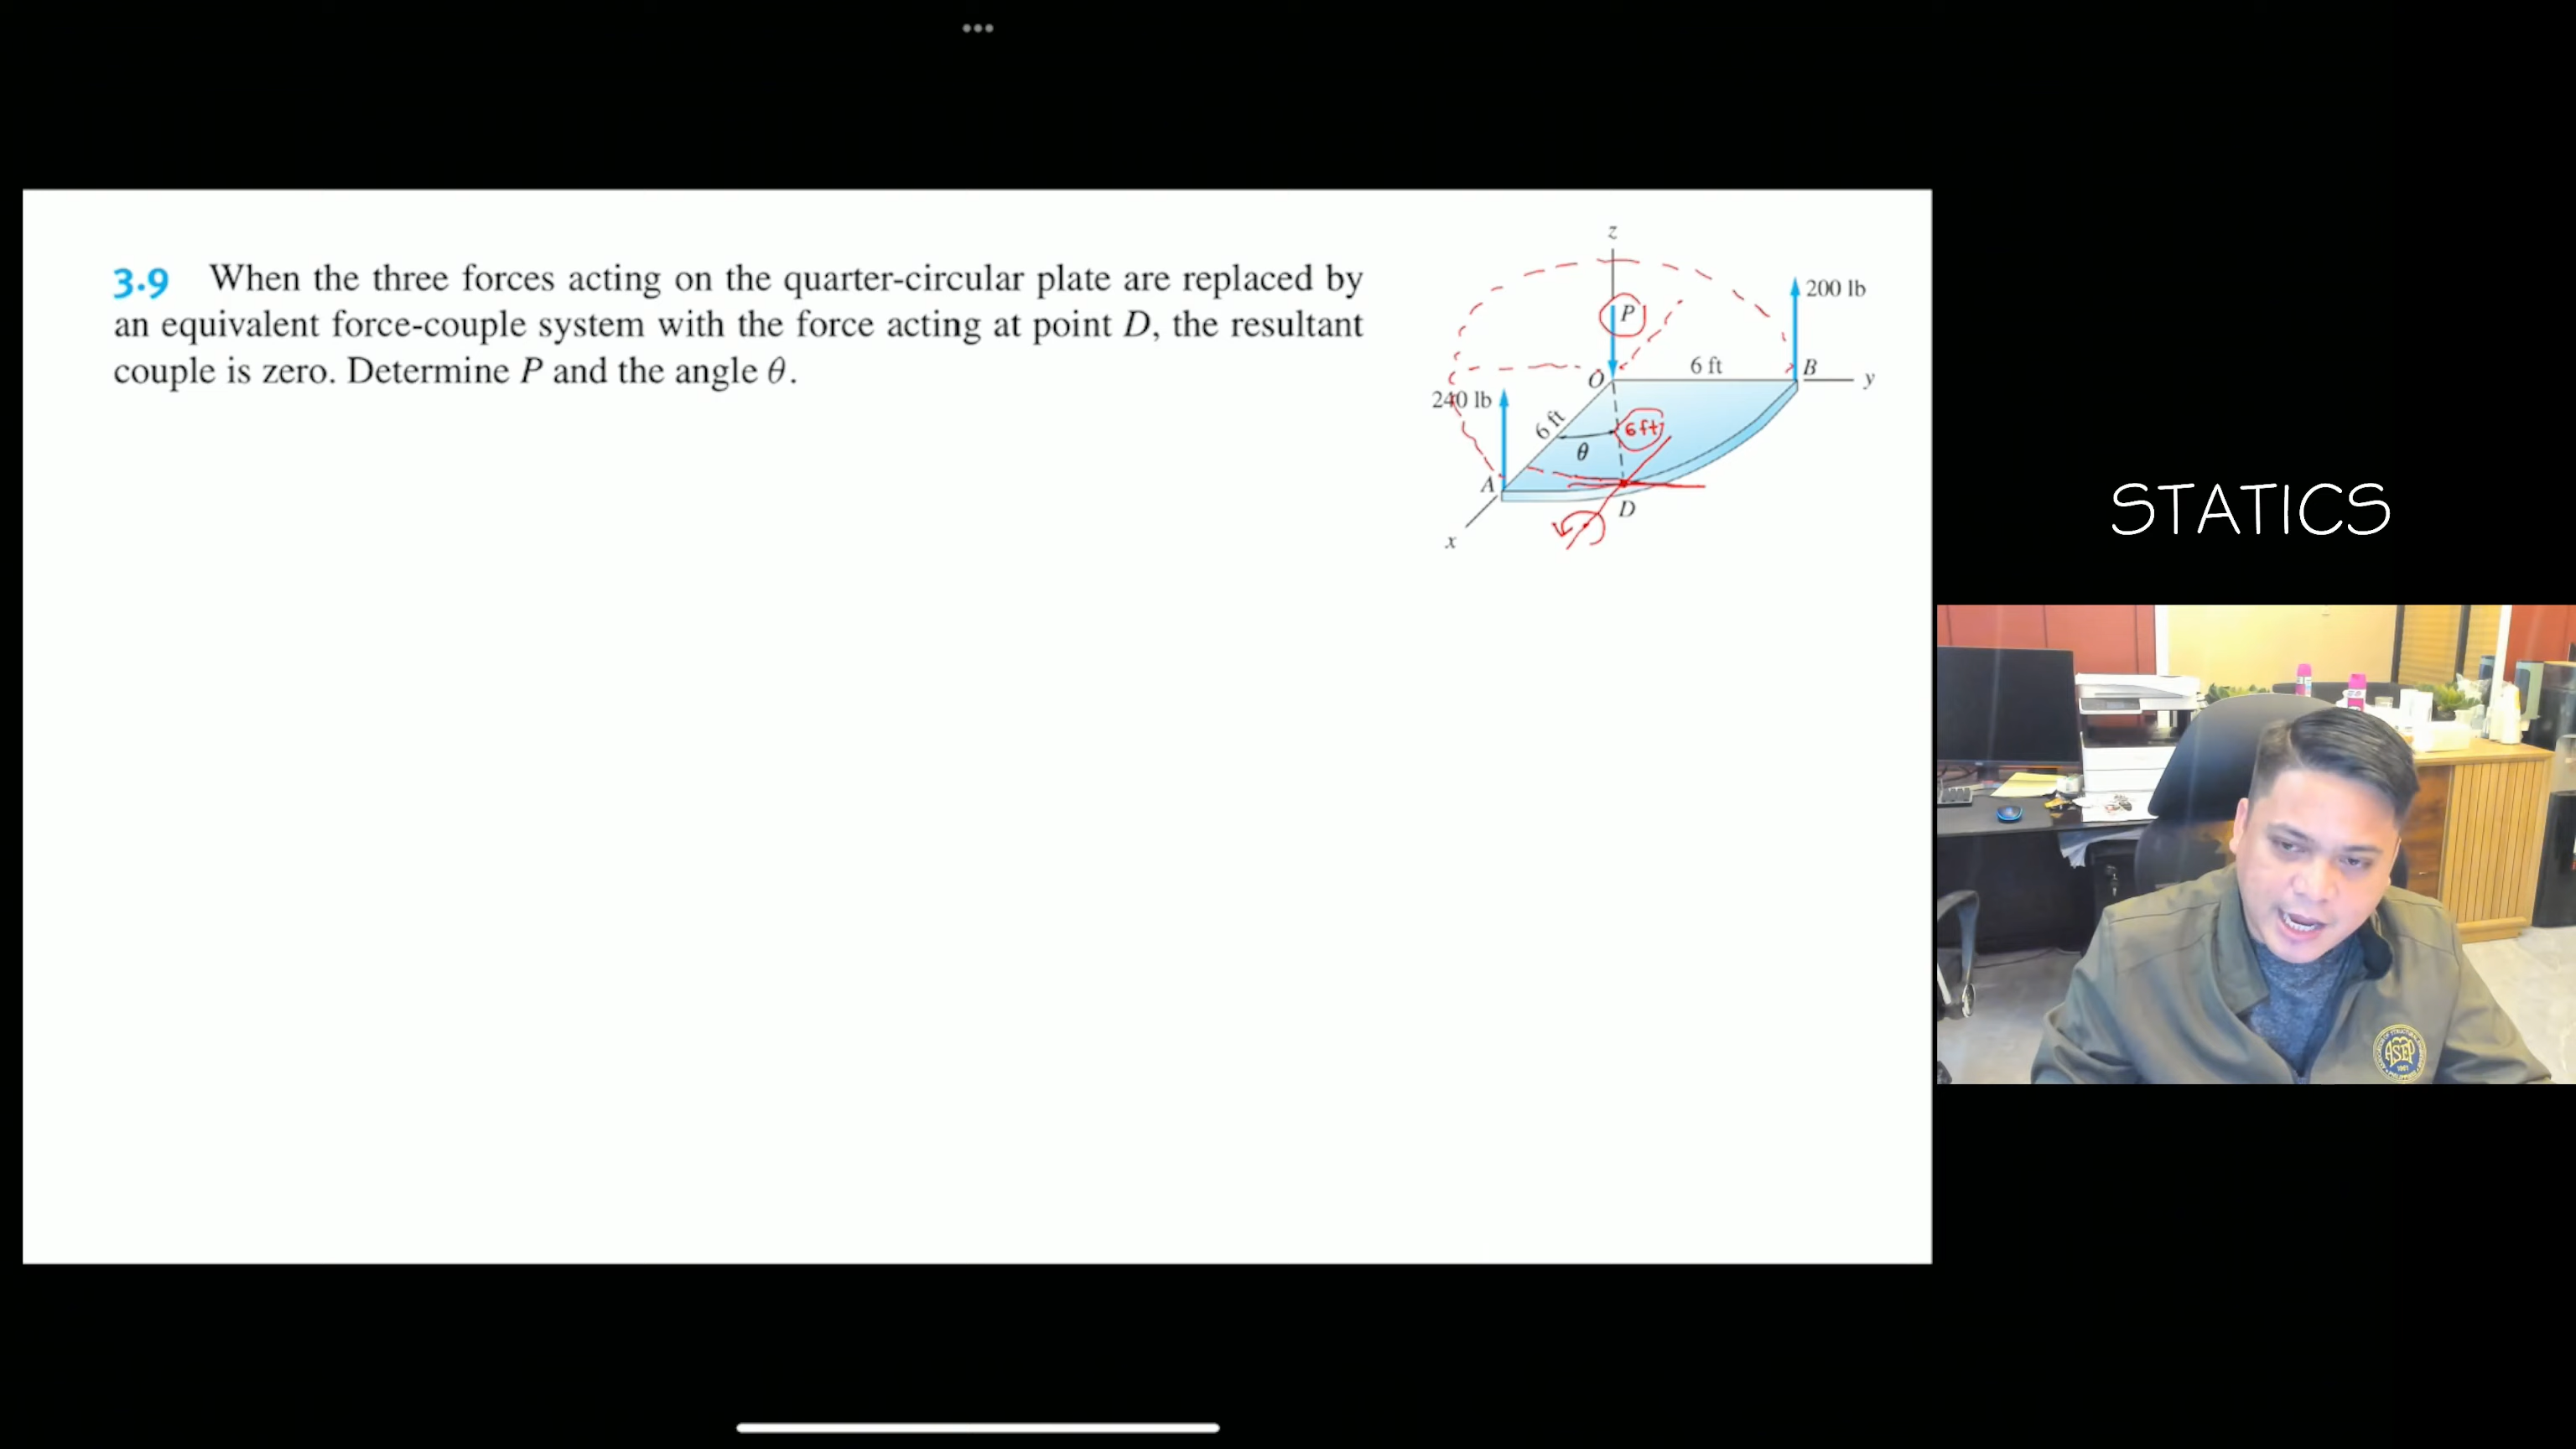 3.9 When the three forces acting on the quarter-circular plate are replaced by
an equivalent force-couple system with the force acting at point D, the resultant
couple is zero. Determine P and the angle θ.
z
P
200 lb
6 ft
O
B
y
240 lb
6 ft
6 ft
θ
A
D
x
STATICS
ASEP